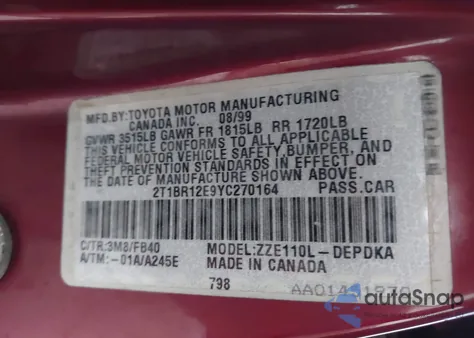 MFD.BY:TOYOTA MOTOR MANUFACTURING
CANADA INC. 08/99
GVWR 3515LB GAWR FR 1815LB RR 1720LB
THIS VEHICLE CONFORMS TO ALL APPLICABLE
FEDERAL MOTOR VEHICLE SAFETY, BUMPER, AND
THEFT PREVENTION STANDARDS IN EFFECT ON
THE DATE OF MANUFACTURE SHOWN ABOVE.
2T1BR12E9YC270164 PASS.CAR
C/TR:3M8/FB40 MODEL:ZZE110L-DEPDKA
A/TM:-01A/A245E MADE IN CANADA
798
autoSnap